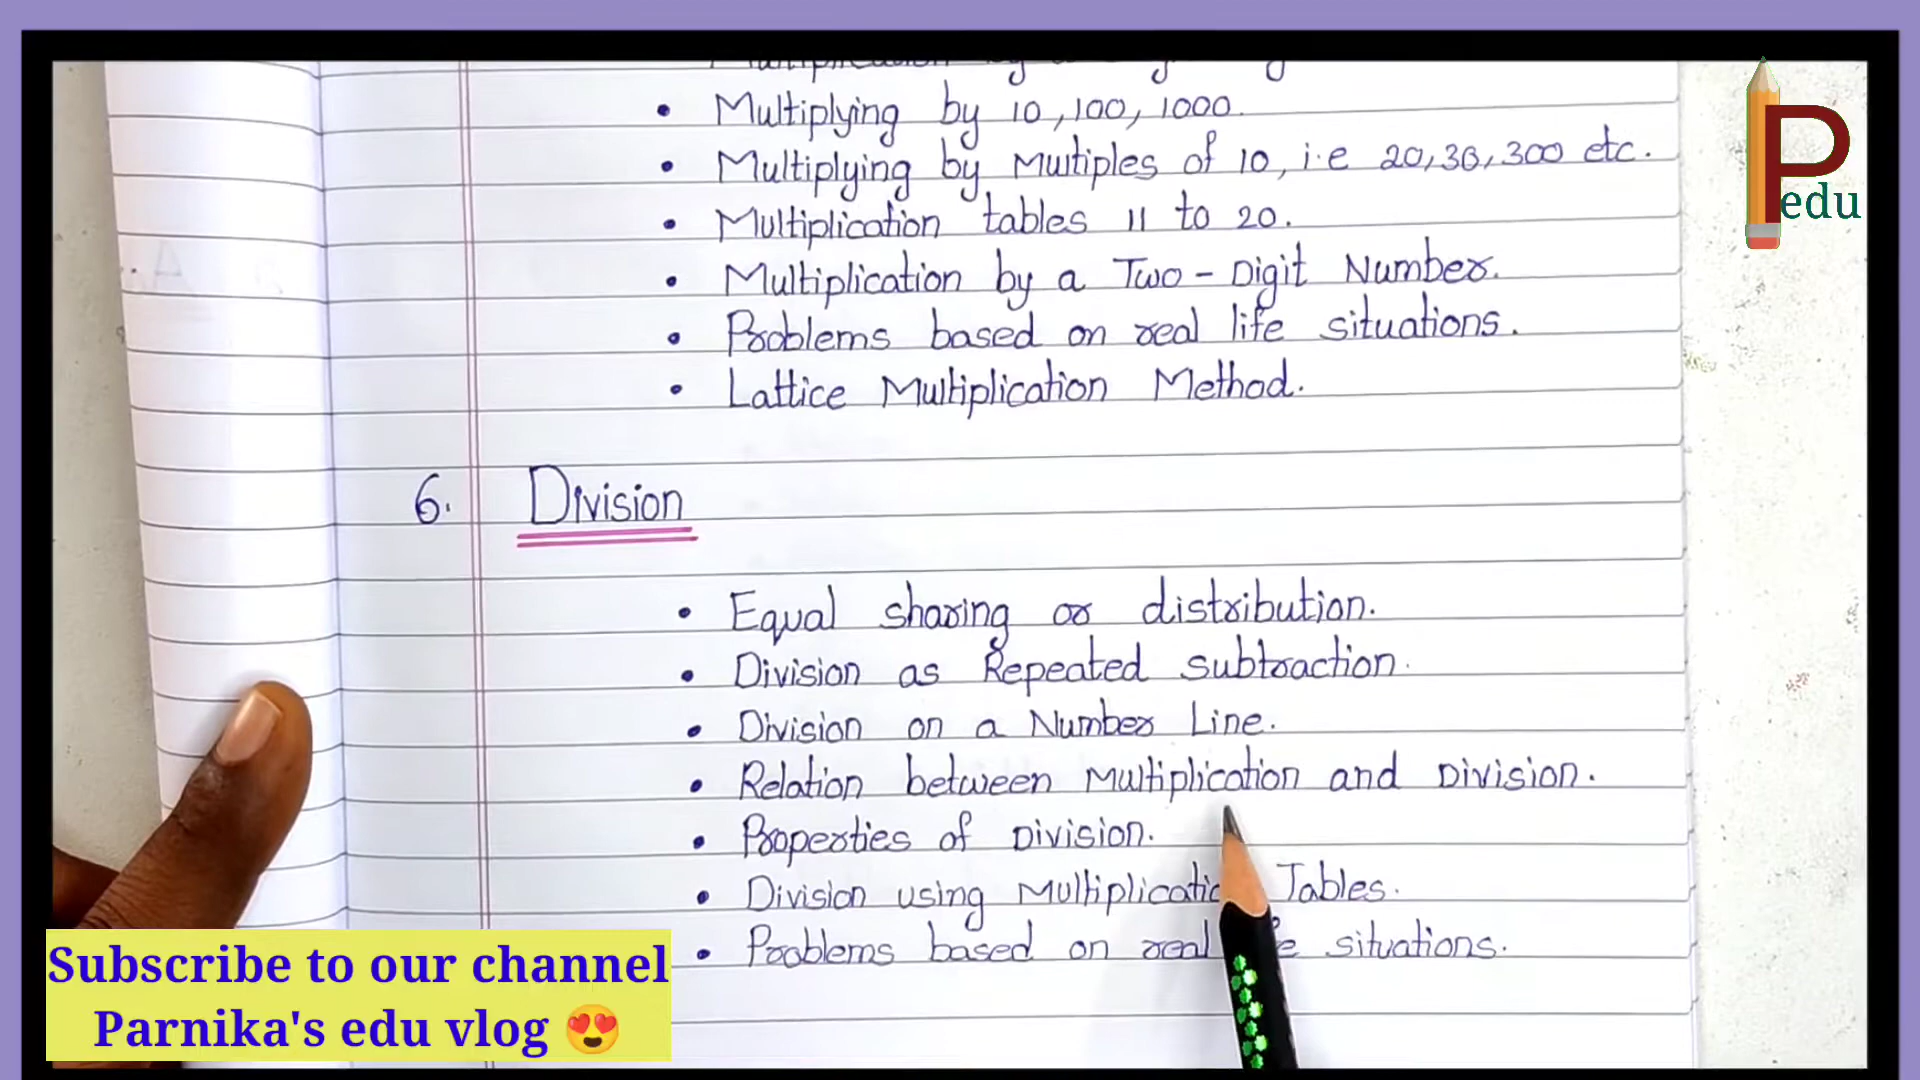 Multiplying by 10, 100, 1000.
Multiplying by Multiples of 10, i.e 20, 30, 300 etc.
Multiplication tables 11 to 20.
Multiplication by a Two-Digit Number.
Problems based on real life situations.
Lattice Multiplication Method.
6. Division
Equal sharing or distribution.
Division as Repeated subtraction.
Division on a Number Line.
Relation between Multiplication and Division.
Properties of Division.
Division using Tables.
Problems based on real situations.
P
edu
Subscribe to our channel
Parnika's edu vlog 😍